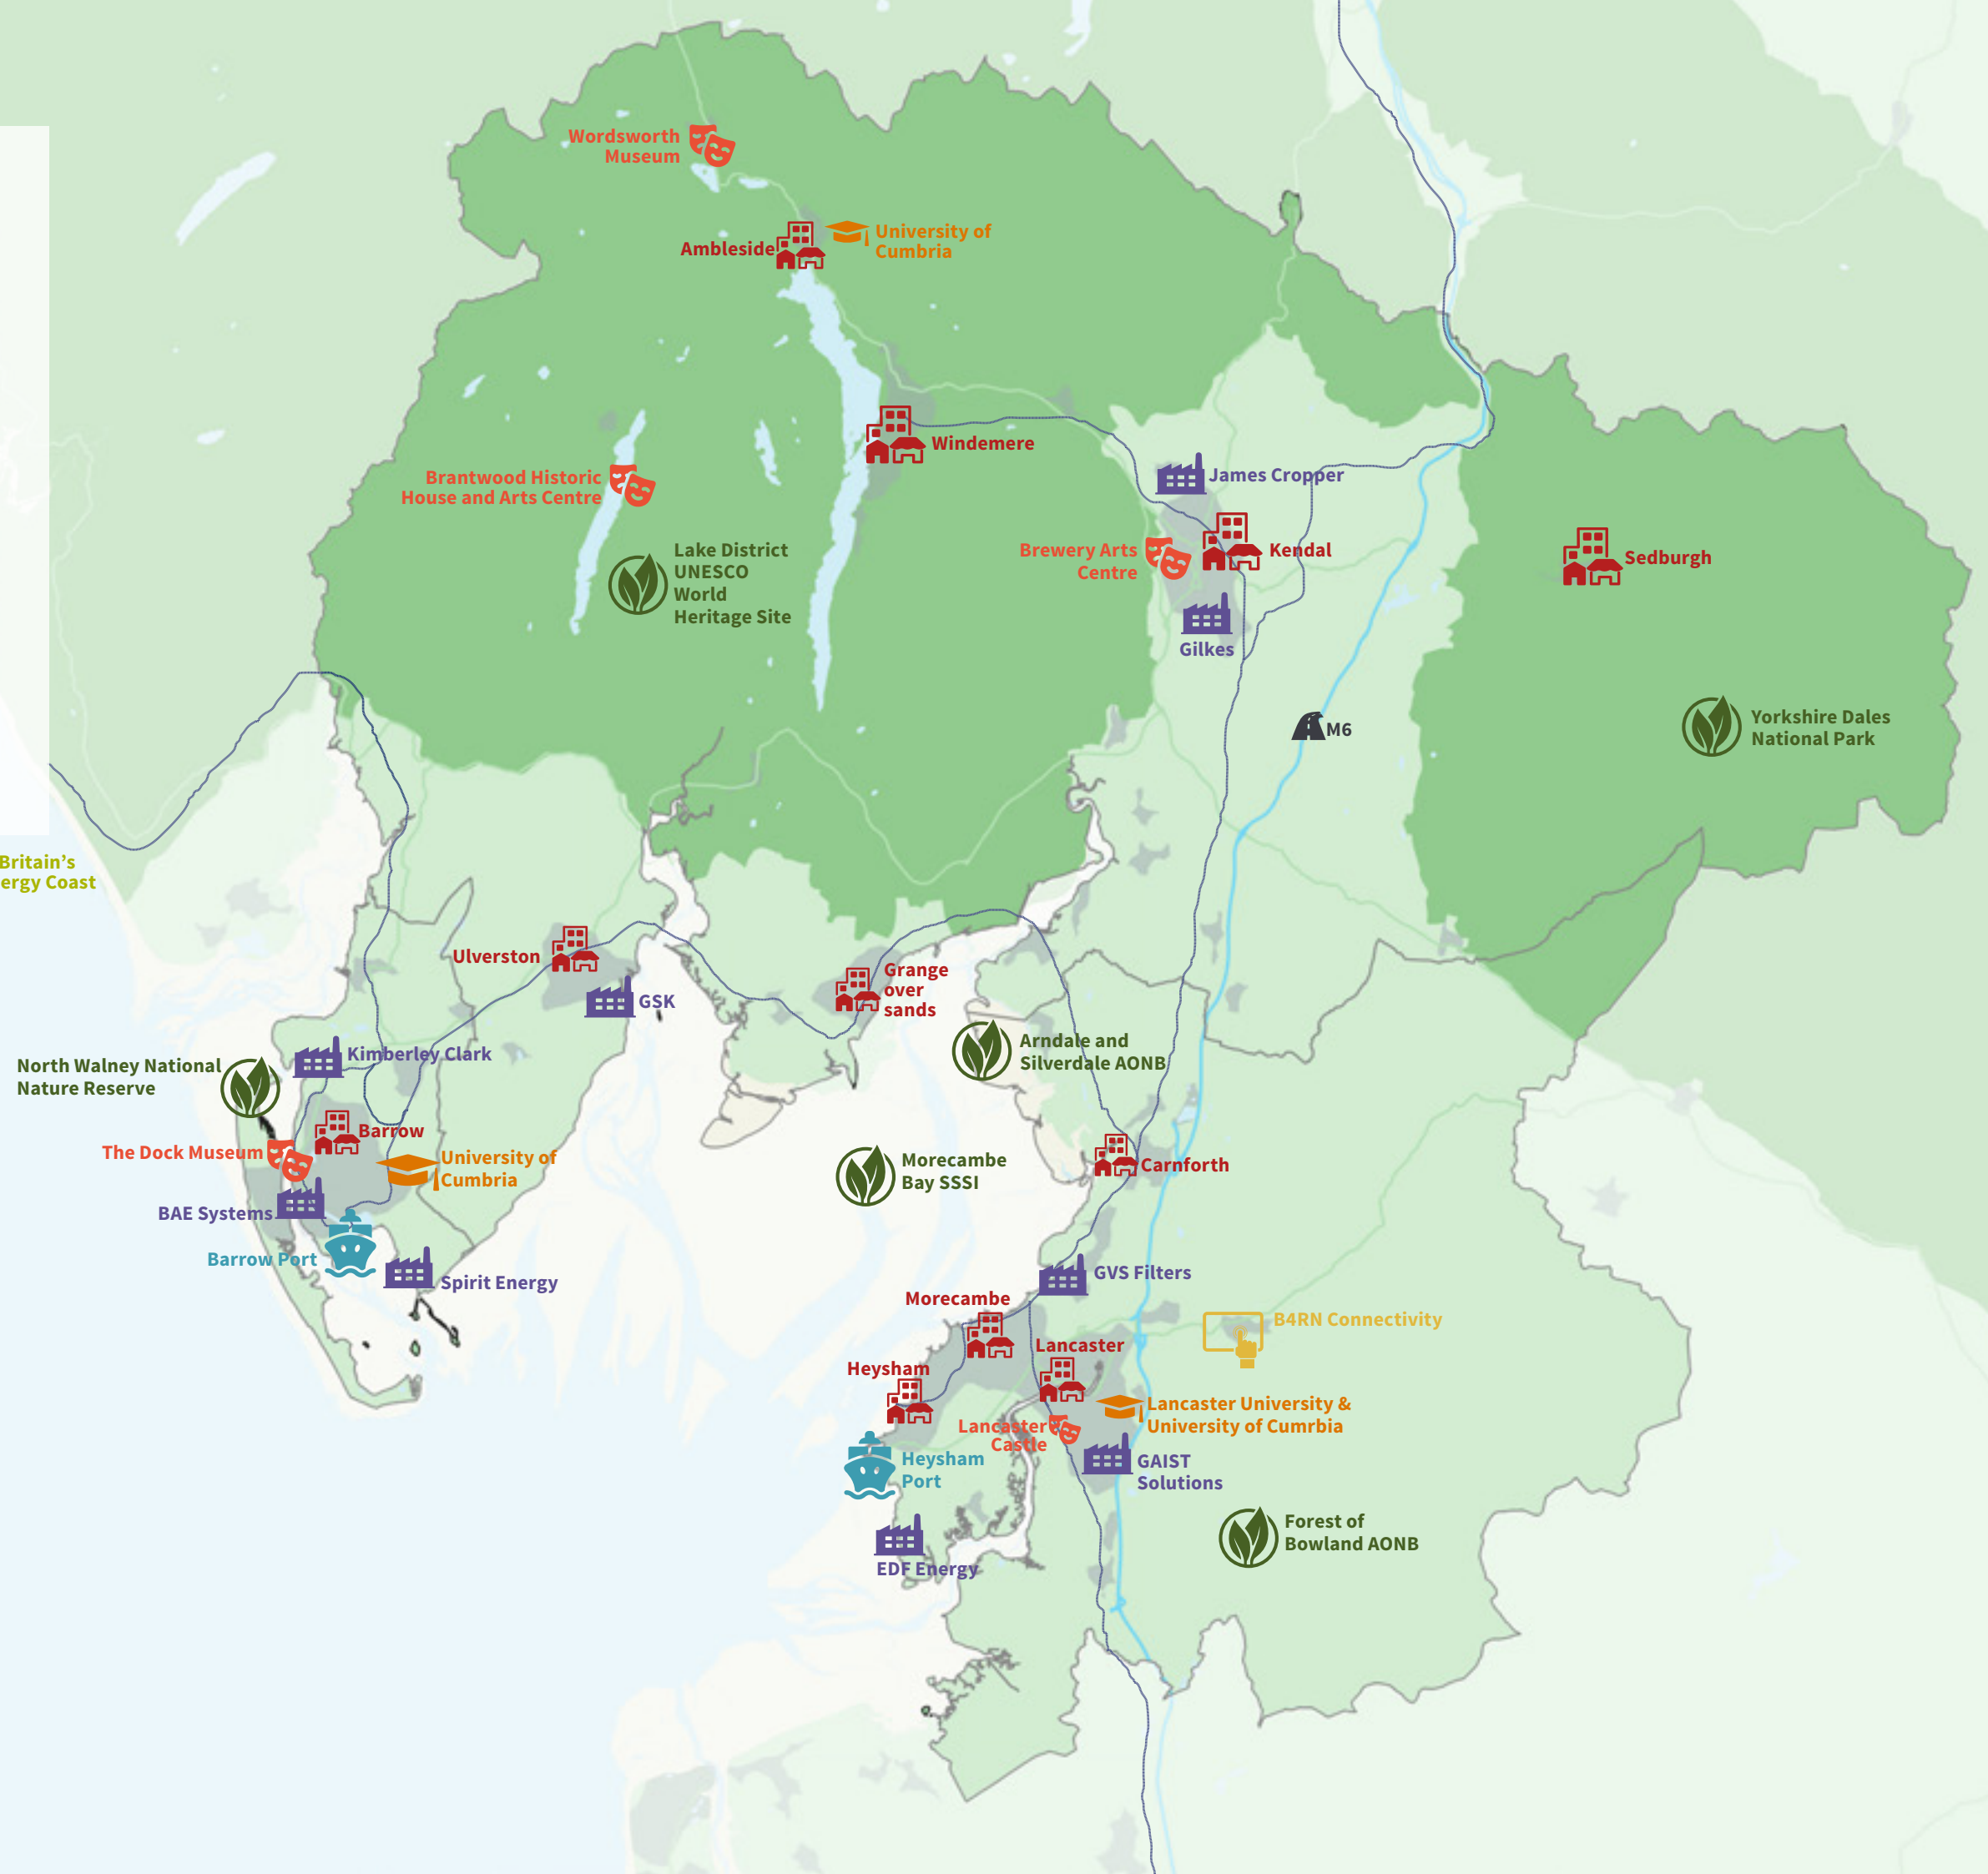 Wordsworth
Museum
University of
Cumbria
Ambleside
Windemere
James Cropper
Brantwood Historic
House and Arts Centre
Lake District
UNESCO
World
Heritage Site
Brewery Arts
Centre
Kendal
Sedburgh
Gilkes
M6
Yorkshire Dales
National Park
Britain's
ergy Coast
Ulverston
GSK
Grange
over
sands
Arndale and
Silverdale AONB
Kimberley Clark
North Walney National
Nature Reserve
Barrow
The Dock Museum
University of
Cumbria
Morecambe
Bay SSSI
Carnforth
BAE Systems
Barrow Port
Spirit Energy
GVS Filters
Morecambe
B4RN Connectivity
Lancaster
Heysham
Lancaster University &
University of Cumrbia
Lancaster
Castle
Heysham
Port
GAIST
Solutions
Forest of
Bowland AONB
EDF Energy